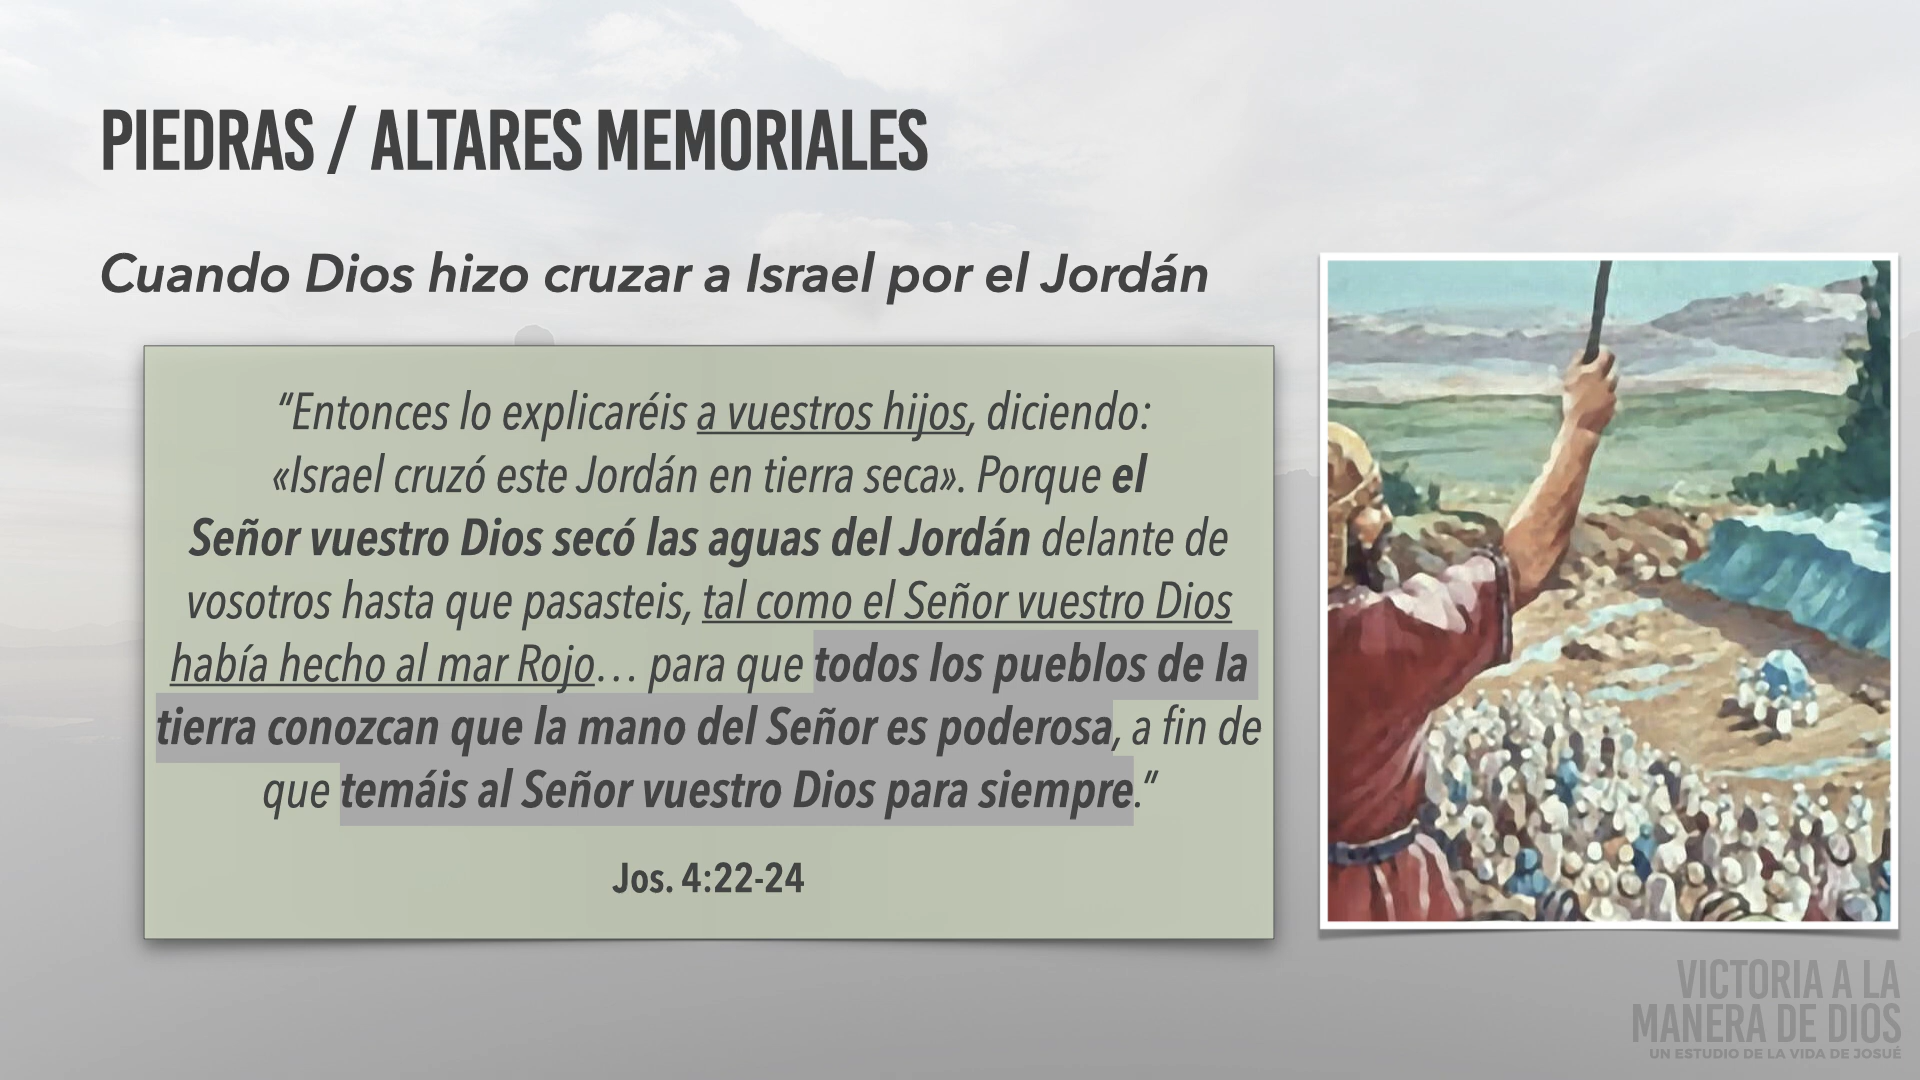 PIEDRAS / ALTARES MEMORIALES
Cuando Dios hizo cruzar a Israel por el Jordán
“Entonces lo explicaréis a vuestros hijos, diciendo:
«Israel cruzó este Jordán en tierra seca». Porque el
Señor vuestro Dios secó las aguas del Jordán delante de
vosotros hasta que pasasteis, tal como el Señor vuestro Dios
había hecho al mar Rojo… para que todos los pueblos de la
tierra conozcan que la mano del Señor es poderosa, a fin de
que temáis al Señor vuestro Dios para siempre.“
Jos. 4:22-24
VICTORIA A LA
MANERA DE DIOS
UN ESTUDIO DE LA VIDA DE JOSUÉ